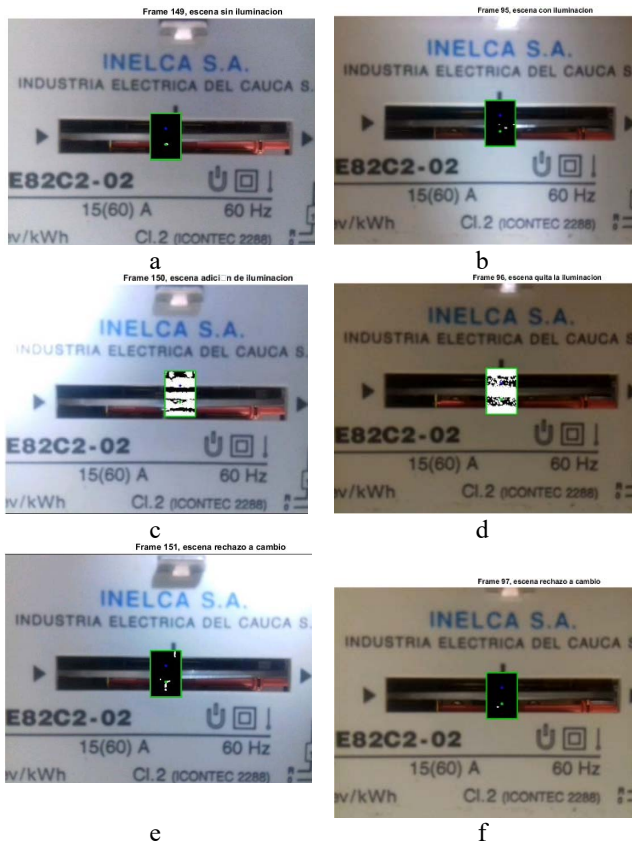 Frame 149, escena sin iluminacion
INELCA S.A.
INDUSTRIA ELECTRICA DEL CAUCA S.
E82C2-02
15(60) A 60 Hz
ev/kWh Cl.2 (ICONTEC 2288)
a
Frame 95, escena con iluminacion
INELCA S.A.
INDUSTRIA ELECTRICA DEL CAUCA S
E82C2-02
15(60) A 60 Hz
v/kWh Cl.2 (ICONTEC 2288)
b
Frame 150, escena adici□n de iluminacion
INELCA S.A.
INDUSTRIA ELECTRICA DEL CAUCA S.
E82C2-02
15(60) A 60 Hz
ev/kWh Cl.2 (ICONTEC 2288)
c
Frame 96, escena quita la iluminacion
INELCA S.A.
INDUSTRIA ELECTRICA DEL CAUCA S
E82C2-02
15(60) A 60 Hz
ev/kWh Cl.2 (ICONTEC 2288)
d
Frame 151, escena rechazo a cambio
INELCA S.A.
INDUSTRIA ELECTRICA DEL CAUCA S.
E82C2-02
15(60) A 60 Hz
v/kWh Cl.2 (ICONTEC 2288)
e
Frame 97, escena rechazo a cambio
INELCA S.A.
INDUSTRIA ELECTRICA DEL CAUCA S
E82C2-02
15(60) A 60 Hz
v/kWh Cl.2 (ICONTEC 2288)
f